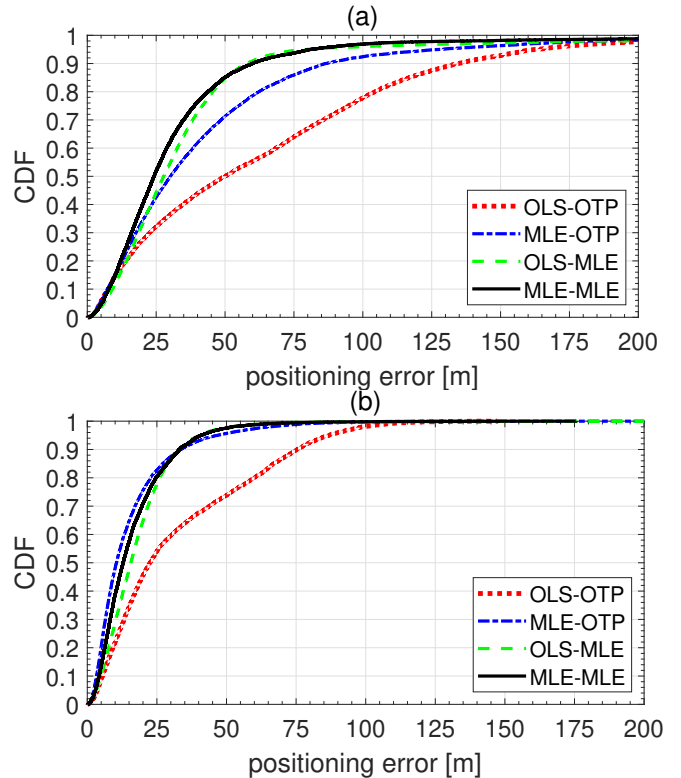 (a)
1
0.9
0.8
0.7
0.6
0.5
0.4
0.3
0.2
0.1
0
CDF
OLS-OTP
MLE-OTP
OLS-MLE
MLE-MLE
0 25 50 75 100 125 150 175 200
positioning error [m]
(b)
1
0.9
0.8
0.7
0.6
0.5
0.4
0.3
0.2
0.1
0
CDF
OLS-OTP
MLE-OTP
OLS-MLE
MLE-MLE
0 25 50 75 100 125 150 175 200
positioning error [m]